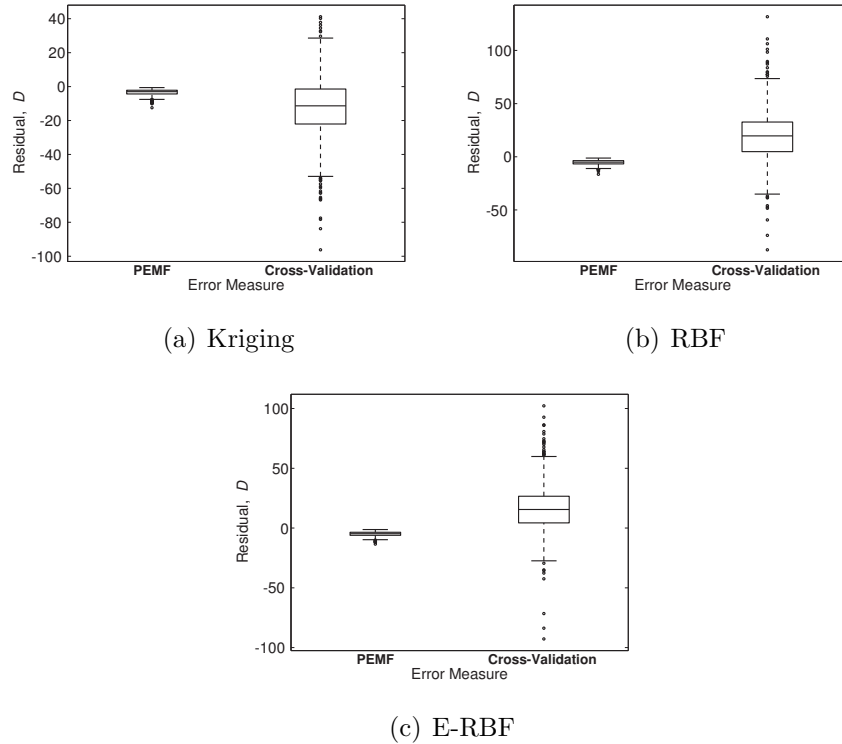 40
20
0
-20
-40
-60
-80
-100
Residual, D
PEMF
Cross-Validation
Error Measure
(a) Kriging
100
50
0
-50
Residual, D
PEMF
Cross-Validation
Error Measure
(b) RBF
100
50
0
-50
-100
Residual, D
PEMF
Cross-Validation
Error Measure
(c) E-RBF